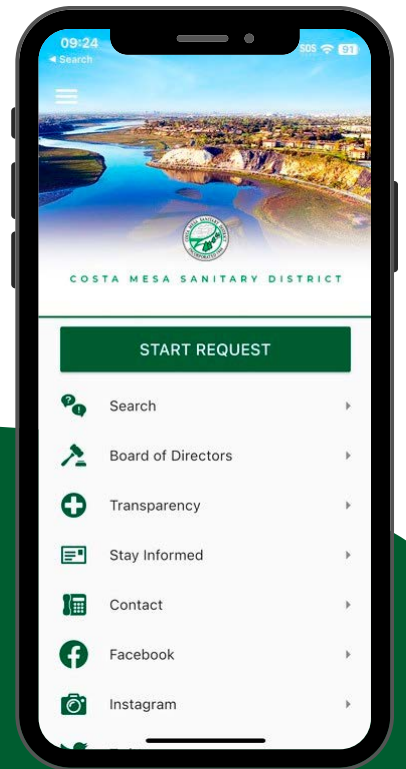 09:24
SOS 91
◀ Search
COSTA MESA SANITARY DISTRICT
START REQUEST
Search
Board of Directors
Transparency
Stay Informed
Contact
Facebook
Instagram